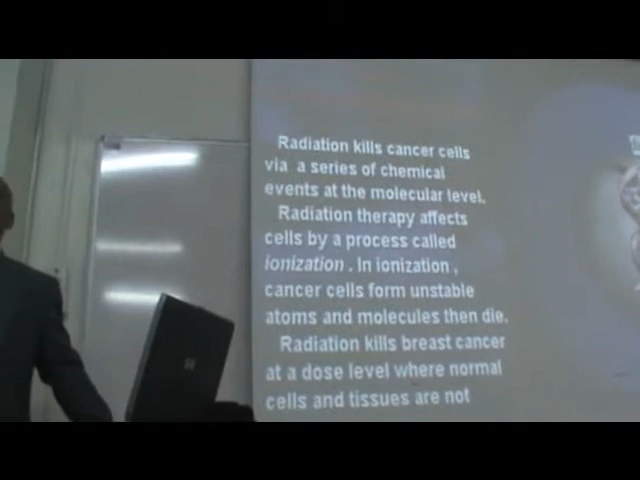 Radiation kills cancer cells
via a series of chemical
events at the molecular level.
Radiation therapy affects
cells by a process called
ionization . In ionization ,
cancer cells form unstable
atoms and molecules then die.
Radiation kills breast cancer
at a dose level where normal
cells and tissues are not